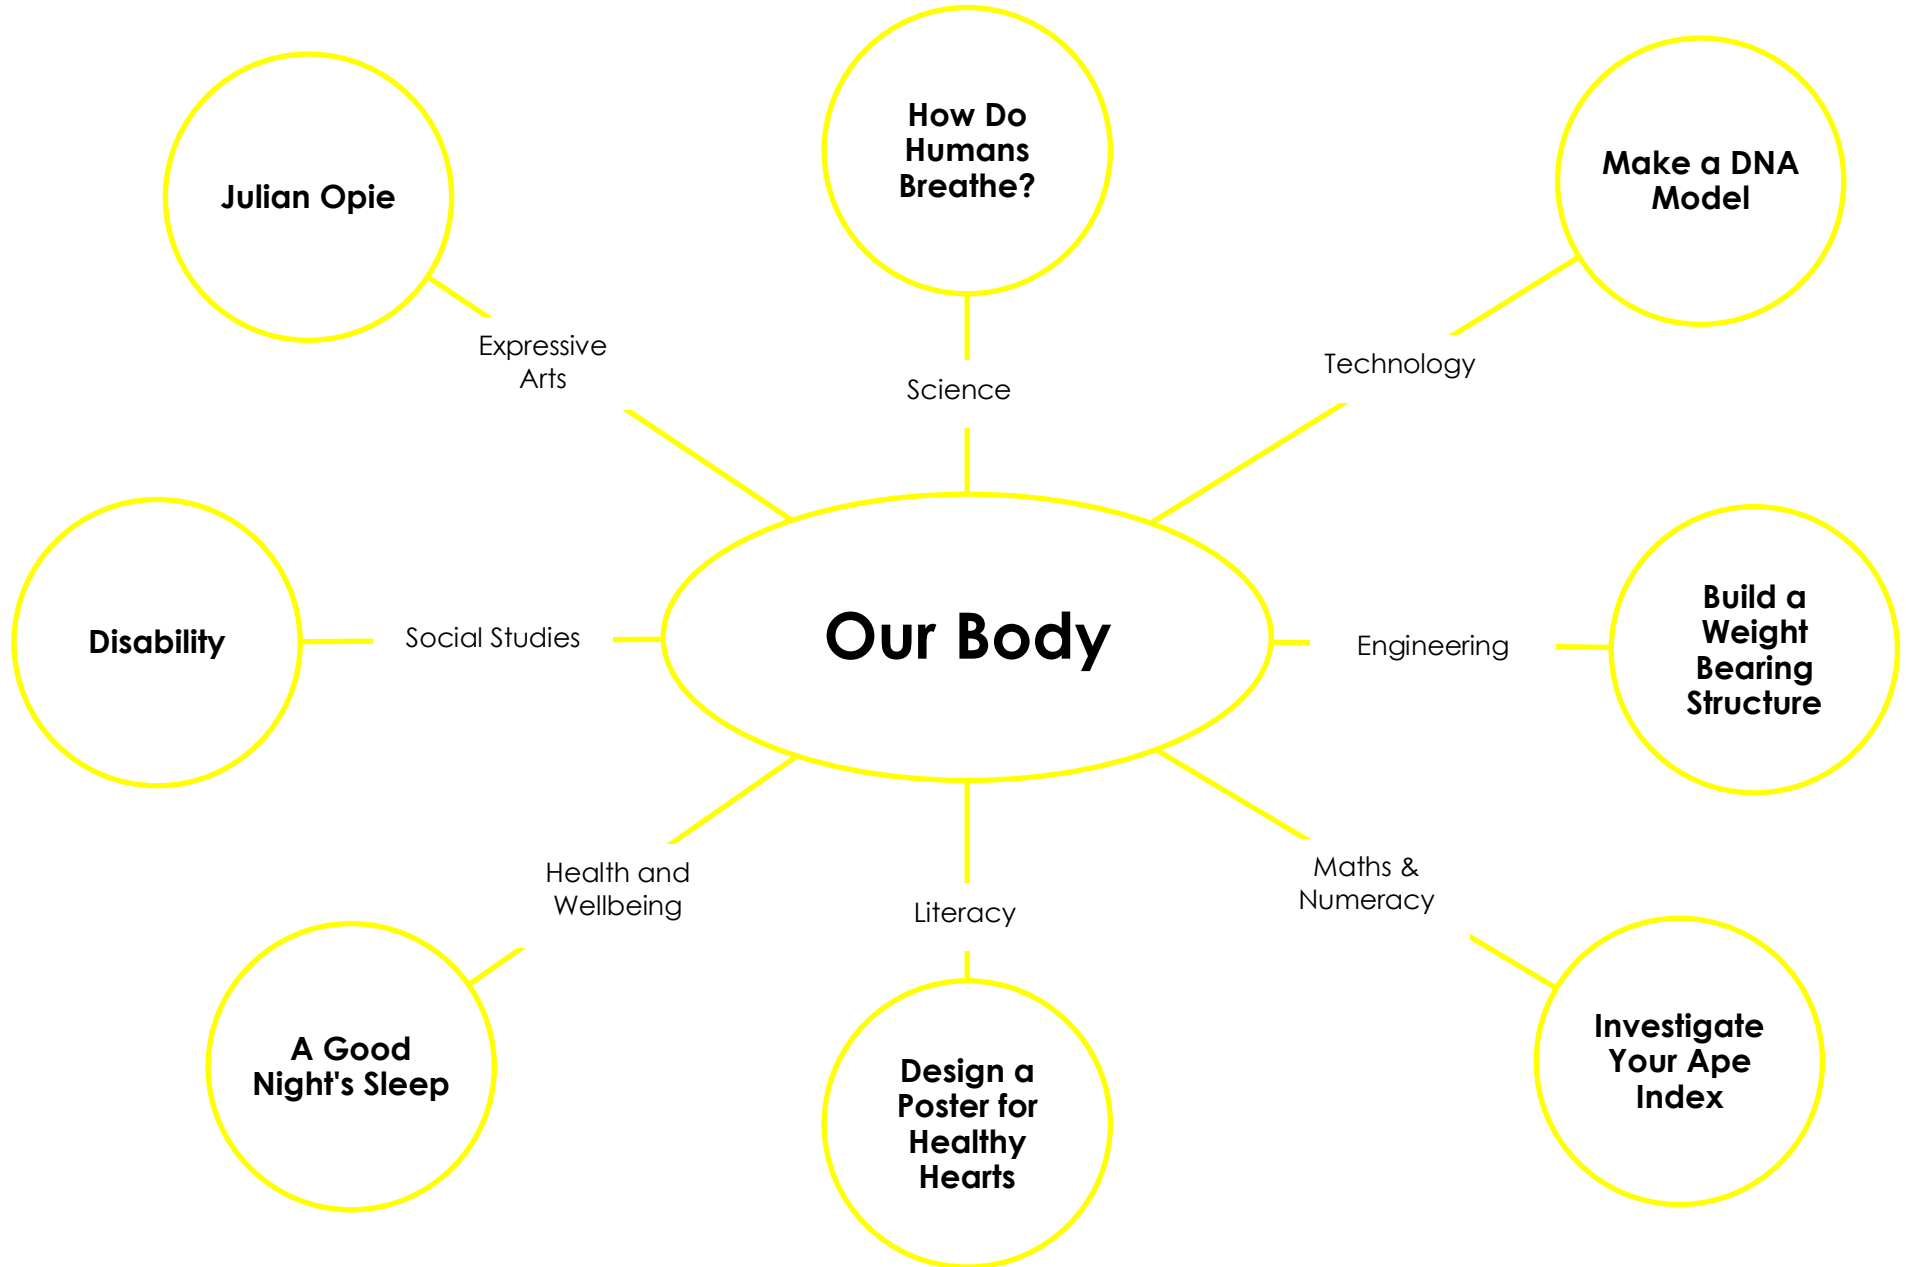 How Do
Humans
Breathe?
Make a DNA
Model
Julian Opie
Expressive
Arts
Science
Technology
Disability
Social Studies
Our Body
Engineering
Build a
Weight
Bearing
Structure
Health and
Wellbeing
Literacy
Maths &
Numeracy
A Good
Night's Sleep
Design a
Poster for
Healthy
Hearts
Investigate
Your Ape
Index